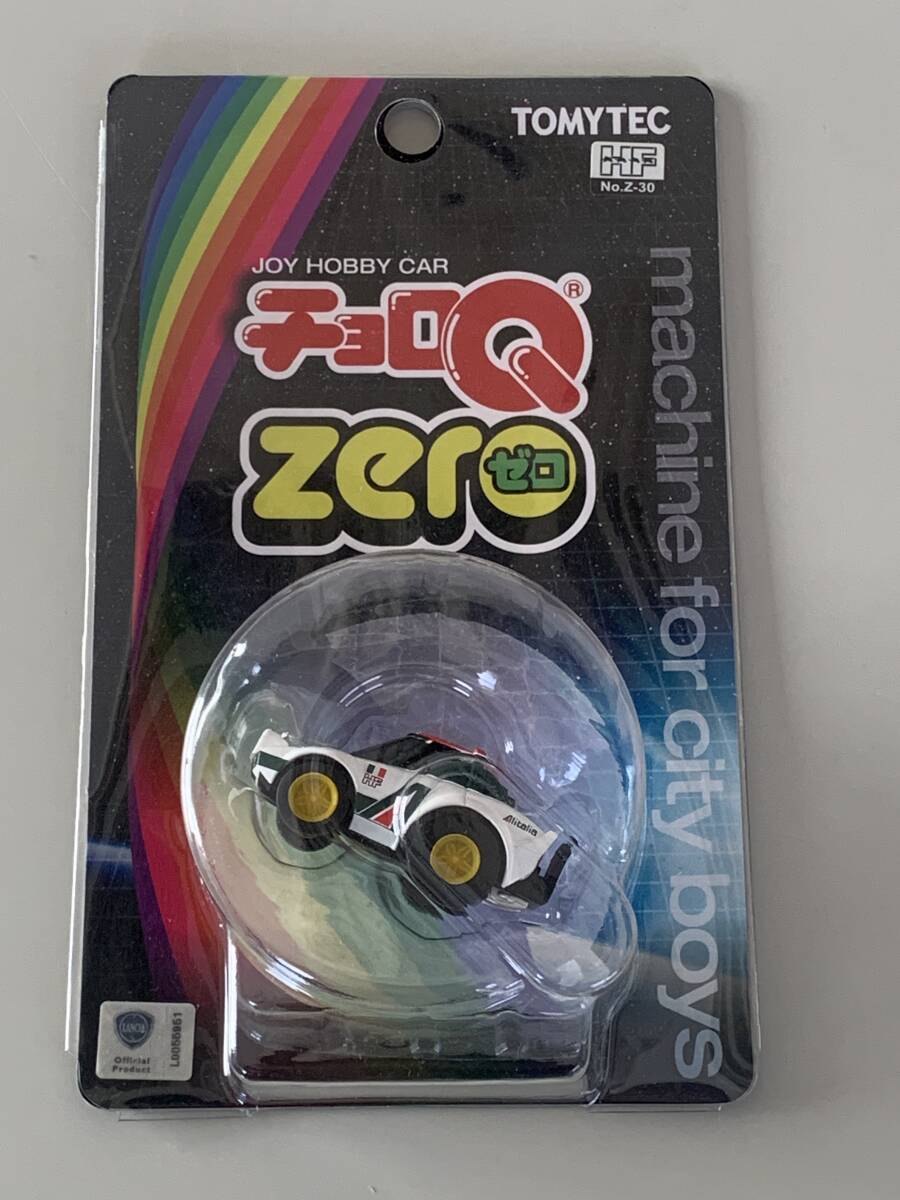 TOMYTEC
HF
No.Z-30
JOY HOBBY CAR
チョロQ®
zero
ゼロ
machine for city boys
HF
Alitalia
LANCIA
Official
Product
L0055951